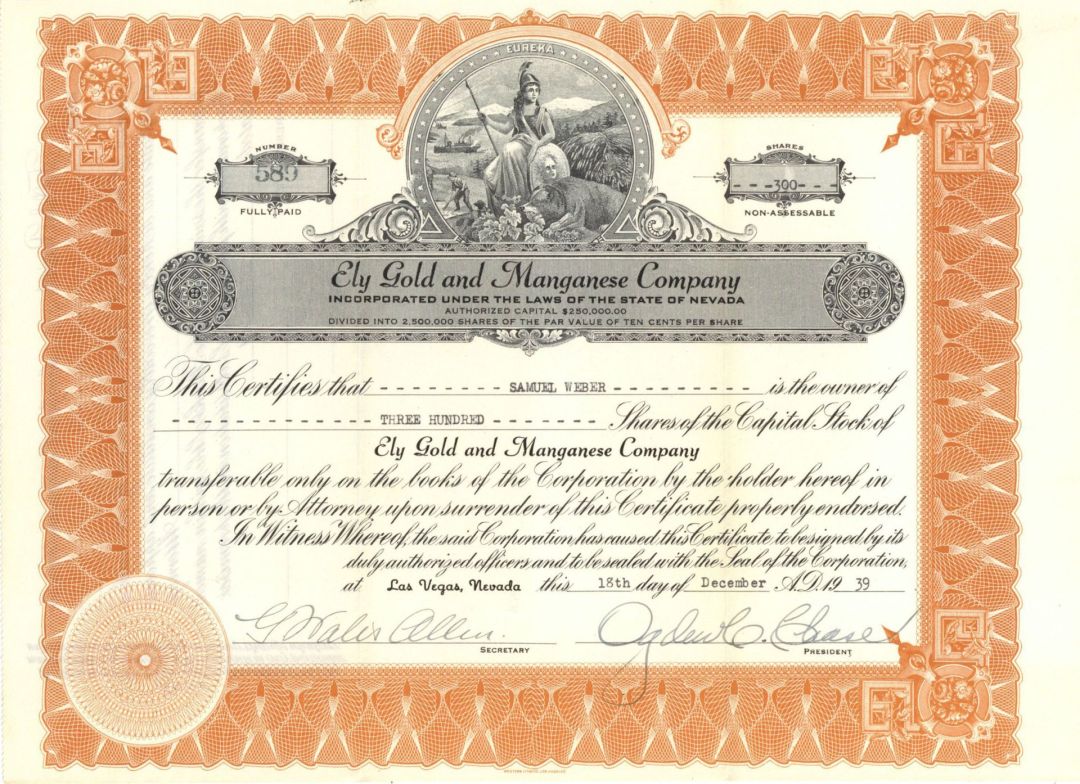 EUREKA
NUMBER
589
FULLY PAID
SHARES
- - -300- - -
NON-ASSESSABLE
Ely Gold and Manganese Company
INCORPORATED UNDER THE LAWS OF THE STATE OF NEVADA
AUTHORIZED CAPITAL $250,000.00
DIVIDED INTO 2,500,000 SHARES OF THE PAR VALUE OF TEN CENTS PER SHARE
This Certifies that - - - - - - - - SAMUEL WEBER - - - - - - - - - is the owner of
- - - - - - - - - - - - - THREE HUNDRED - - - - - - - Shares of the Capital Stock of
Ely Gold and Manganese Company
transferable only on the books of the Corporation by the holder hereof in
person or by Attorney upon surrender of this Certificate properly endorsed.
In Witness Whereof, the said Corporation has caused this Certificate to be signed by its
duly authorized officers and to be sealed with the Seal of the Corporation,
at Las Vegas, Nevada this 18th day of December A.D. 19 39
Allen. Ogden C. Chase
SECRETARY PRESIDENT